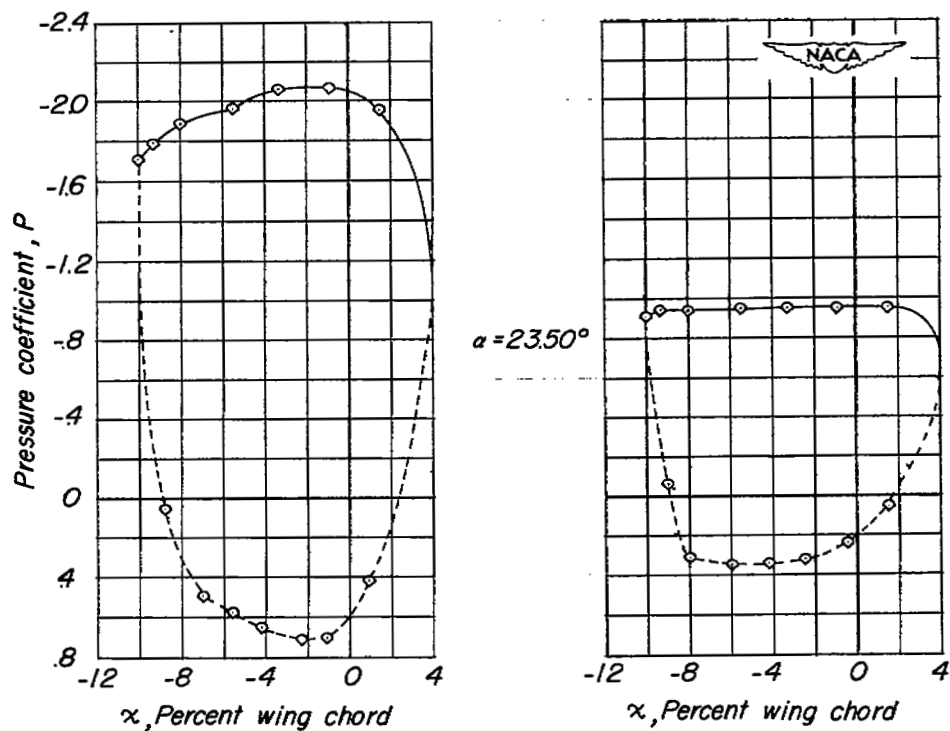 -2.4
-2.0
-1.6
-1.2
-.8
-.4
0
.4
.8
Pressure coefficient, P
-12 -8 -4 0 4
x, Percent wing chord
NACA
α = 23.50°
-12 -8 -4 0 4
x, Percent wing chord